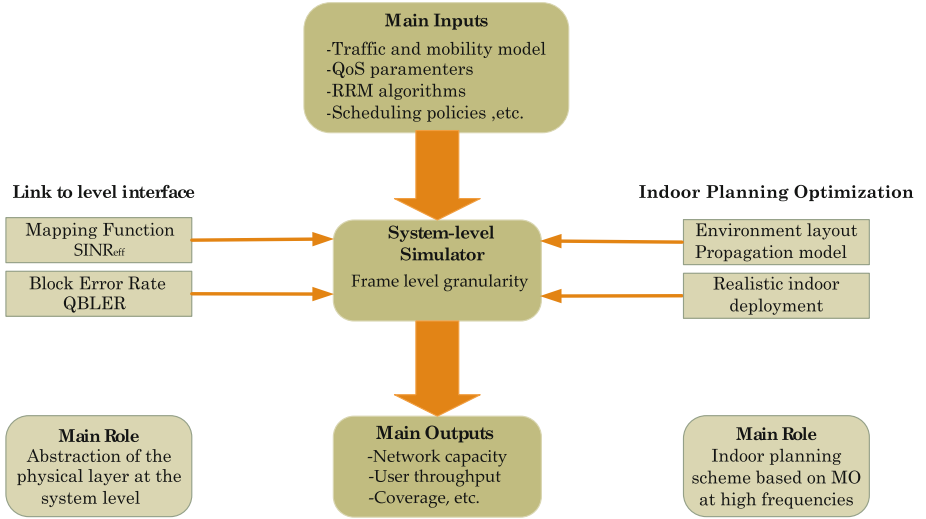 Main Inputs
-Traffic and mobility model
-QoS paramenters
-RRM algorithms
-Scheduling policies ,etc.
Link to level interface
Mapping Function
SINReff
Block Error Rate
QBLER
System-level
Simulator
Frame level granularity
Indoor Planning Optimization
Environment layout
Propagation model
Realistic indoor
deployment
Main Role
Abstraction of the
physical layer at the
system level
Main Outputs
-Network capacity
-User throughput
-Coverage, etc.
Main Role
Indoor planning
scheme based on MO
at high frequencies